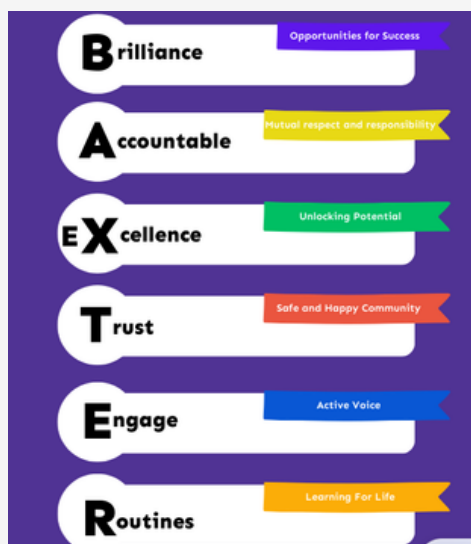 Opportunities for Success
Brilliance
Mutual respect and responsibility
Accountable
Unlocking Potential
EXcellence
Safe and Happy Community
Trust
Active Voice
Engage
Learning For Life
Routines